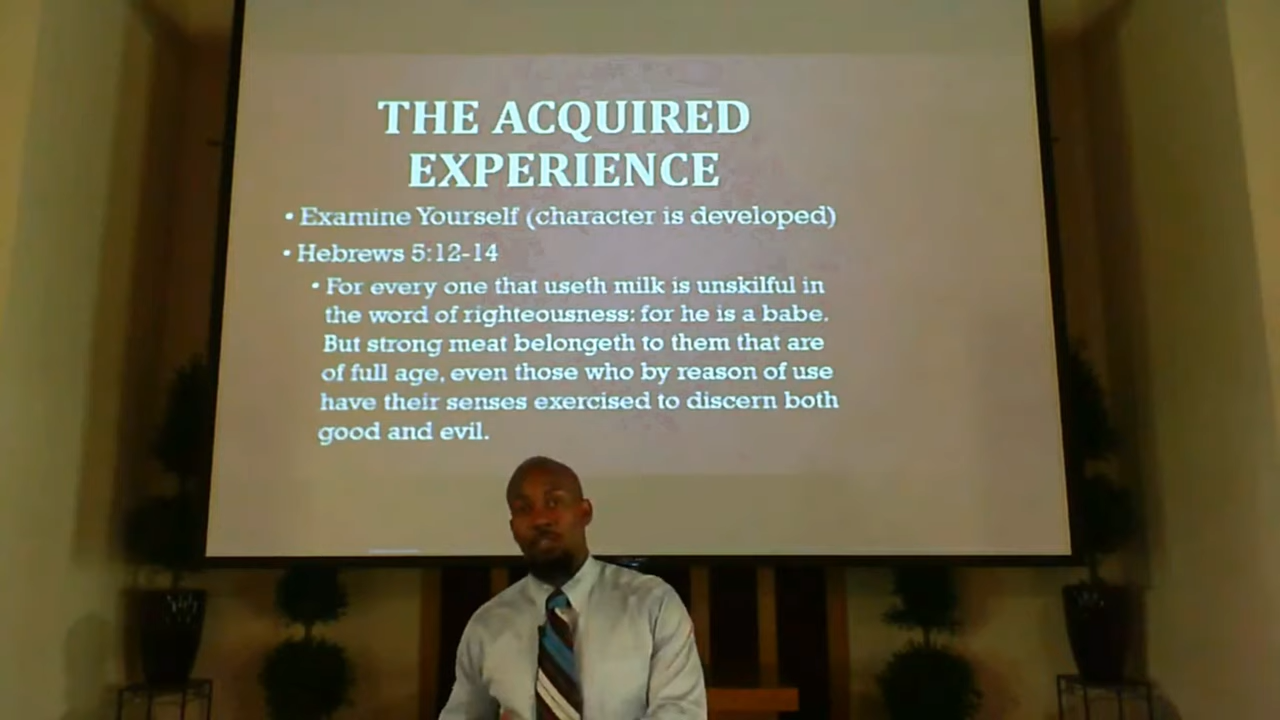 THE ACQUIRED
EXPERIENCE
• Examine Yourself (character is developed)
• Hebrews 5:12-14
• For every one that useth milk is unskilful in
the word of righteousness: for he is a babe.
But strong meat belongeth to them that are
of full age, even those who by reason of use
have their senses exercised to discern both
good and evil.